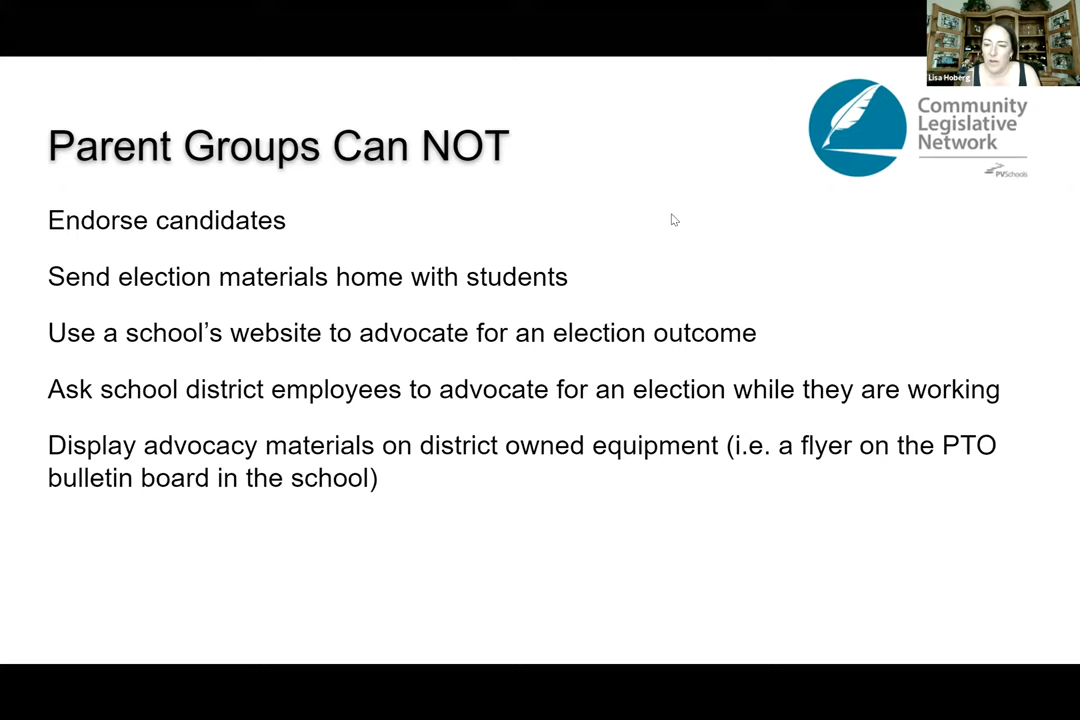 Lisa Hoberg
Community
Legislative
Network
PVSchools
Parent Groups Can NOT
Endorse candidates
Send election materials home with students
Use a school’s website to advocate for an election outcome
Ask school district employees to advocate for an election while they are working
Display advocacy materials on district owned equipment (i.e. a flyer on the PTO
bulletin board in the school)